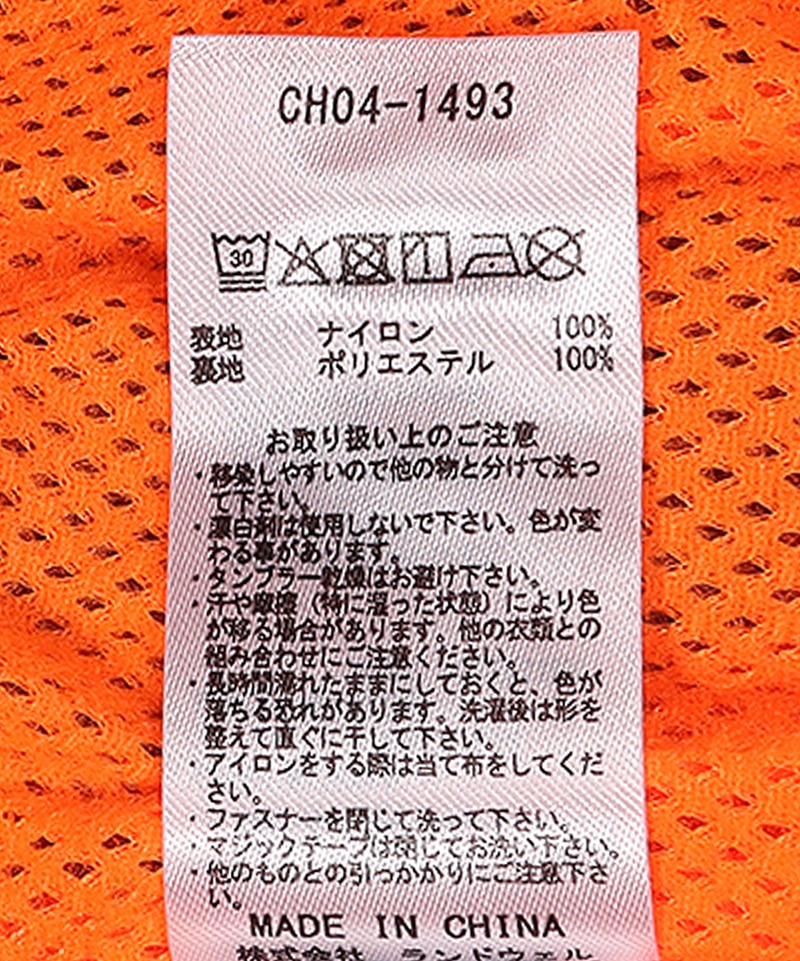 CH04-1493
30
表地 ナイロン 100%
裏地 ポリエステル 100%
お取り扱い上のご注意
・移染しやすいので他の物と分けて洗っ
て下さい。
・漂白剤は使用しないで下さい。色が変
わる事があります。
・タンブラー乾燥はお避け下さい。
・汗や摩擦（特に湿った状態）により色
が移る場合があります。他の衣類との
組み合わせにご注意ください。
・長時間濡れたままにしておくと、色が
落ちる恐れがあります。洗濯後は形を
整えて直ぐに干して下さい。
・アイロンをする際は当て布をしてくだ
さい。
・ファスナーを閉じて洗って下さい。
・マジックテープは閉じてお洗い下さい。
・他のものとの引っかかりにご注意下さ
い。
MADE IN CHINA
株式会社 ランドウェル